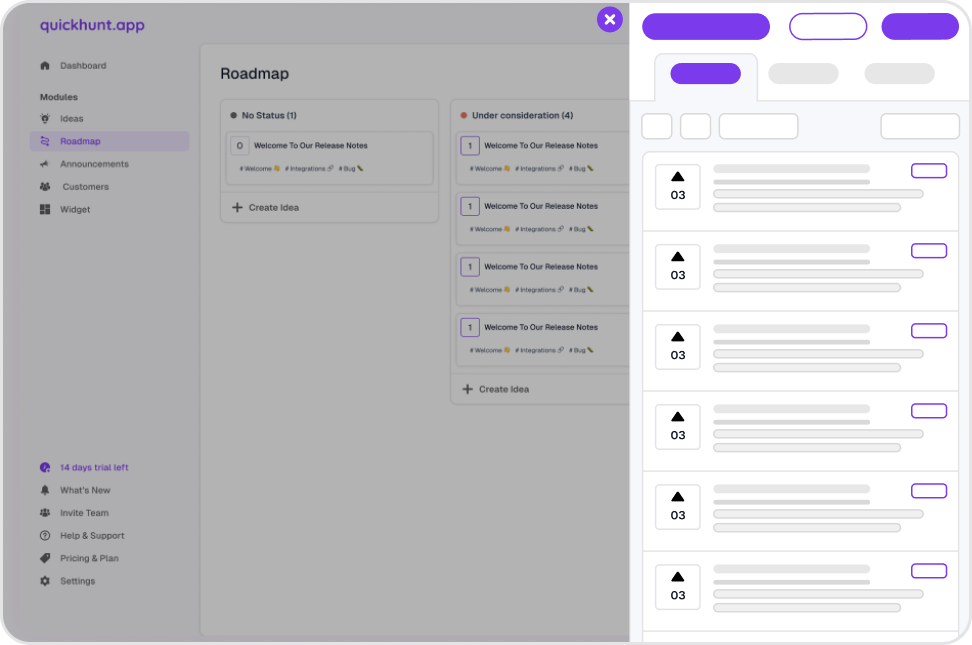 quickhunt.app
Dashboard
Modules
Ideas
Roadmap
Announcements
Customers
Widget
14 days trial left
What's New
Invite Team
Help & Support
Pricing & Plan
Settings
Roadmap
No Status (1)
0 Welcome To Our Release Notes
# Welcome 👋 # Integrations 🔗 # Bug 🐛
+ Create Idea
Under consideration (4)
1 Welcome To Our Release Notes
# Welcome 👋 # Integrations 🔗 # Bug 🐛
1 Welcome To Our Release Notes
# Welcome 👋 # Integrations 🔗 # Bug 🐛
1 Welcome To Our Release Notes
# Welcome 👋 # Integrations 🔗 # Bug 🐛
1 Welcome To Our Release Notes
# Welcome 👋 # Integrations 🔗 # Bug 🐛
+ Create Idea
03
03
03
03
03
03